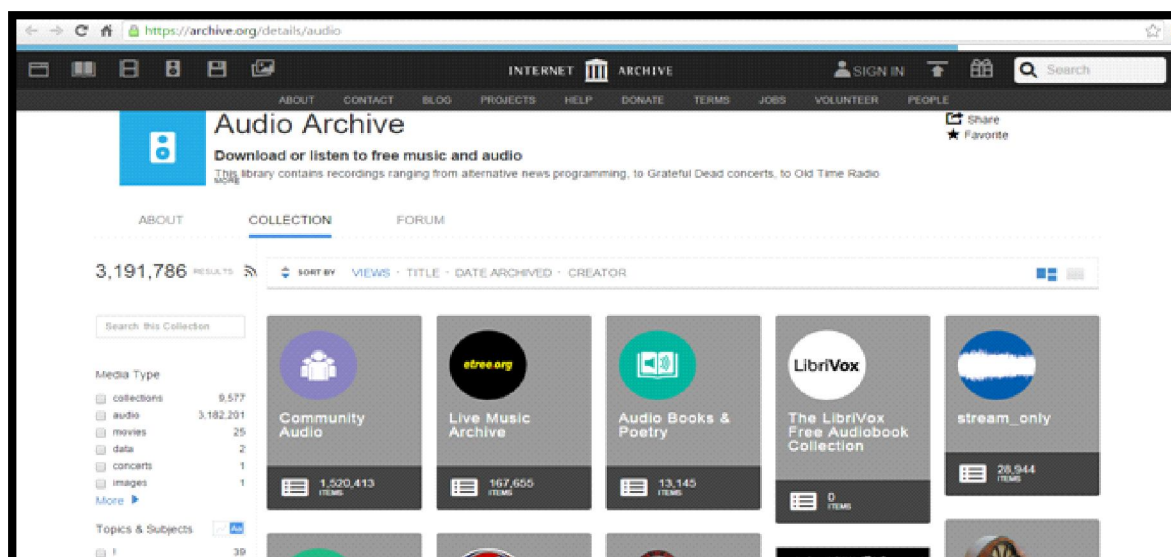 https://archive.org/details/audio
INTERNET ARCHIVE
SIGN IN
Search
ABOUT CONTACT BLOG PROJECTS HELP DONATE TERMS JOBS VOLUNTEER PEOPLE
Audio Archive
Share
Favorite
Download or listen to free music and audio
This library contains recordings ranging from alternative news programming, to Grateful Dead concerts, to Old Time Radio
MORE
ABOUT COLLECTION FORUM
3,191,786 RESULTS
SORT BY VIEWS · TITLE · DATE ARCHIVED · CREATOR
Search this Collection
Media Type
collections 9,577
audio 3,182,201
movies 25
data 2
concerts 1
images 1
More
Topics & Subjects Aa
! 39
Community
Audio
1,520,413
ITEMS
etree.org
Live Music
Archive
167,655
ITEMS
Audio Books &
Poetry
13,145
ITEMS
LibriVox
The LibriVox
Free Audiobook
Collection
0
ITEMS
stream_only
28,944
ITEMS